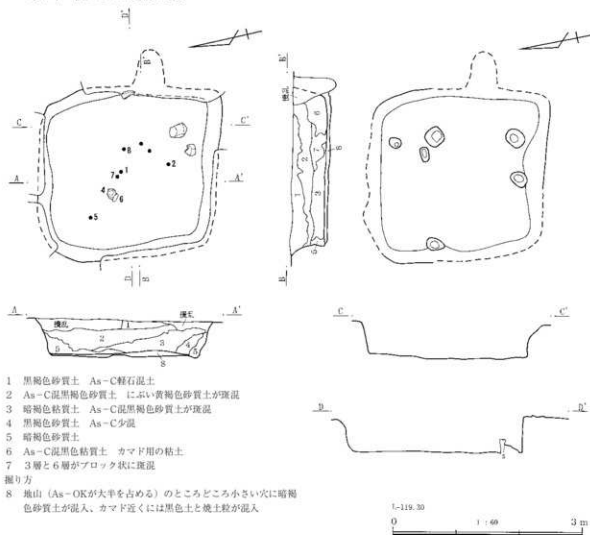 D'
B'
C
C'
A
A'
8
1
7
2
4
6
5
D
B
B'
攪乱
B
A
A'
攪乱
攪乱
1
2
3
4
5
5
8
C
C'
D
D'
1 黒褐色砂質土 As-C軽石混土
2 As-C混黒褐色砂質土 にぶい黄褐色砂質土が斑混
3 暗褐色粘質土 As-C混黒褐色砂質土が斑混
4 黒褐色砂質土 As-C少混
5 暗褐色砂質土
6 As-C混黒色粘質土 カマド用の粘土
7 3層と6層がブロック状に斑混
掘り方
8 地山（As-OKが大半を占める）のところどころ小さい穴に暗褐
色砂質土が混入、カマド近くには黒色土と焼土粒が混入
L-119.30
0 1:60 3 m